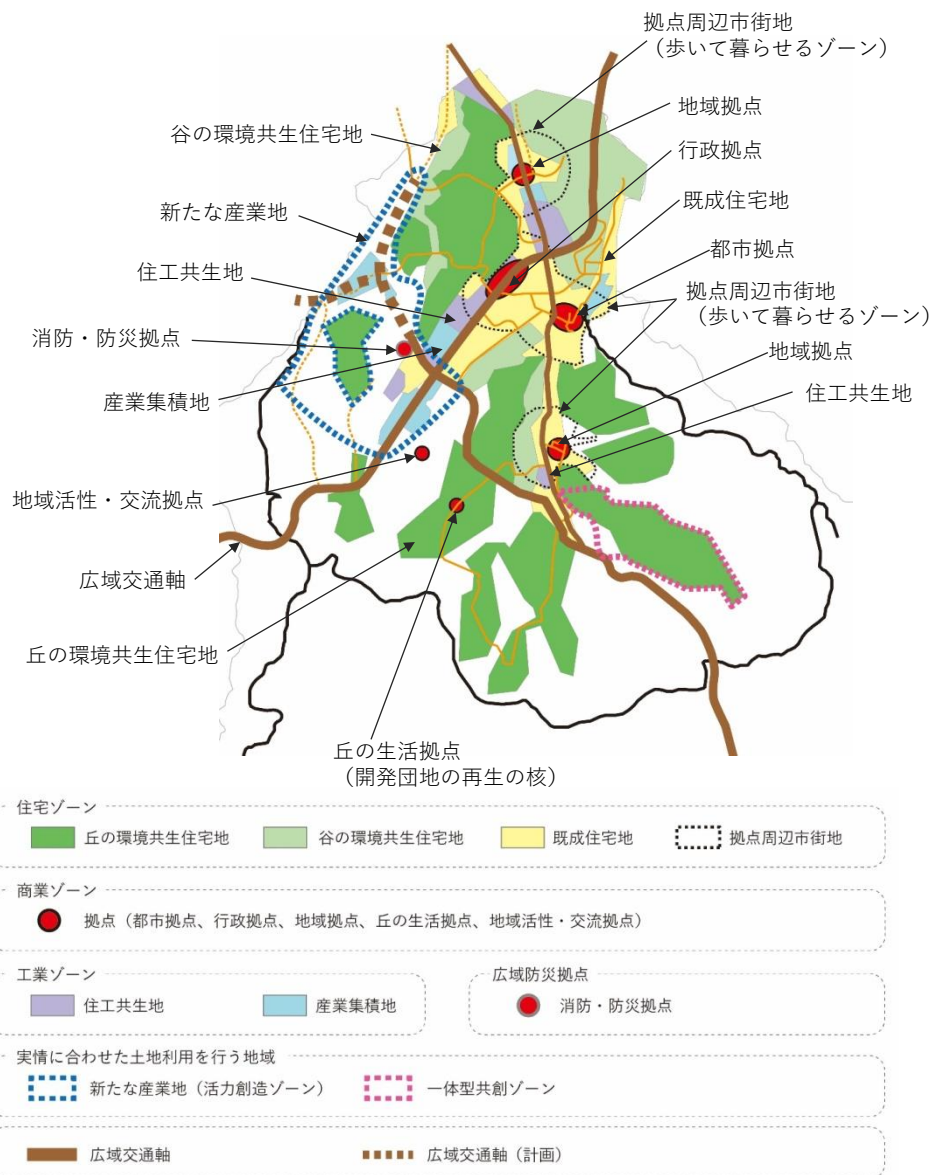 拠点周辺市街地
（歩いて暮らせるゾーン）
地域拠点
谷の環境共生住宅地
行政拠点
新たな産業地
既成住宅地
都市拠点
住工共生地
拠点周辺市街地
（歩いて暮らせるゾーン）
消防・防災拠点
地域拠点
産業集積地
住工共生地
地域活性・交流拠点
広域交通軸
丘の環境共生住宅地
丘の生活拠点
（開発団地の再生の核）
住宅ゾーン
丘の環境共生住宅地
谷の環境共生住宅地
既成住宅地
拠点周辺市街地
商業ゾーン
拠点（都市拠点、行政拠点、地域拠点、丘の生活拠点、地域活性・交流拠点）
工業ゾーン
広域防災拠点
住工共生地
産業集積地
消防・防災拠点
実情に合わせた土地利用を行う地域
新たな産業地（活力創造ゾーン）
一体型共創ゾーン
広域交通軸
広域交通軸（計画）